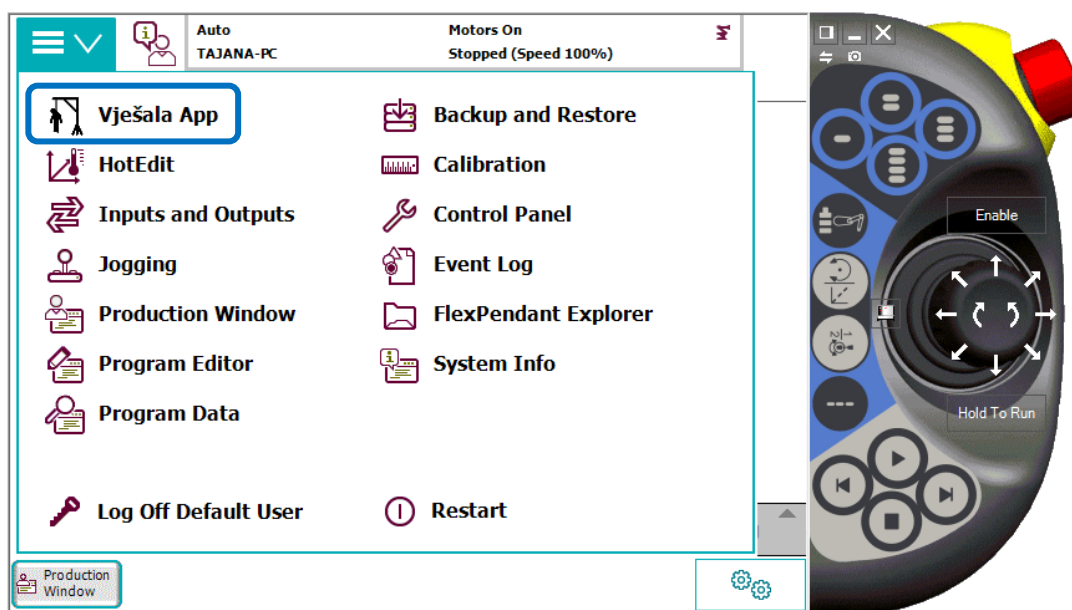 Auto
TAJANA-PC
Motors On
Stopped (Speed 100%)
Vješala App
HotEdit
Inputs and Outputs
Jogging
Production Window
Program Editor
Program Data
Backup and Restore
Calibration
Control Panel
Event Log
FlexPendant Explorer
System Info
Log Off Default User
Restart
Production
Window
Enable
Hold To Run